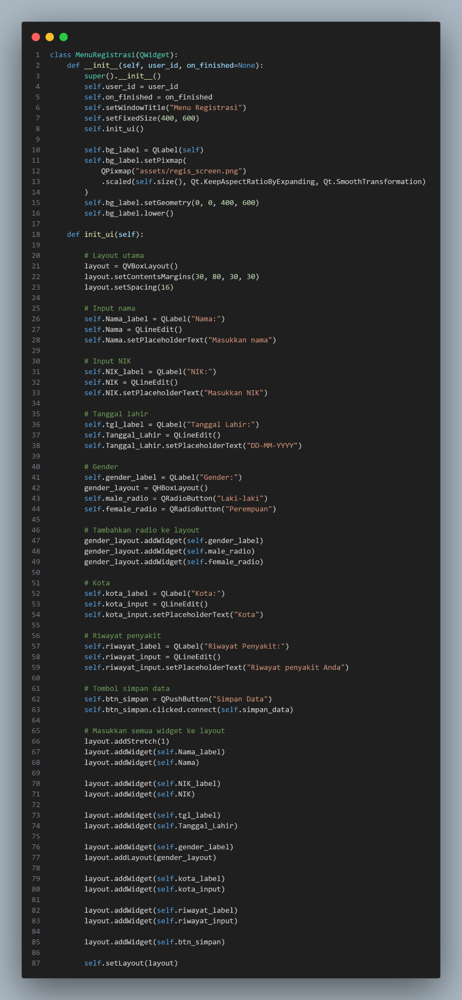 1 class MenuRegistrasi(QWidget):
2     def __init__(self, user_id, on_finished=None):
3         super().__init__()
4         self.user_id = user_id
5         self.on_finished = on_finished
6         self.setWindowTitle("Menu Registrasi")
7         self.setFixedSize(400, 600)
8         self.init_ui()
9
10         self.bg_label = QLabel(self)
11         self.bg_label.setPixmap(
12             QPixmap("assets/regis_screen.png")
13             .scaled(self.size(), Qt.KeepAspectRatioByExpanding, Qt.SmoothTransformation)
14         )
15         self.bg_label.setGeometry(0, 0, 400, 600)
16         self.bg_label.lower()
17
18     def init_ui(self):
19
20         # Layout utama
21         layout = QVBoxLayout()
22         layout.setContentsMargins(30, 80, 30, 30)
23         layout.setSpacing(16)
24
25         # Input nama
26         self.Nama_label = QLabel("Nama:")
27         self.Nama = QLineEdit()
28         self.Nama.setPlaceholderText("Masukkan nama")
29
30         # Input NIK
31         self.NIK_label = QLabel("NIK:")
32         self.NIK = QLineEdit()
33         self.NIK.setPlaceholderText("Masukkan NIK")
34
35         # Tanggal lahir
36         self.tgl_label = QLabel("Tanggal Lahir:")
37         self.Tanggal_Lahir = QLineEdit()
38         self.Tanggal_Lahir.setPlaceholderText("DD-MM-YYYY")
39
40         # Gender
41         self.gender_label = QLabel("Gender:")
42         gender_layout = QHBoxLayout()
43         self.male_radio = QRadioButton("Laki-laki")
44         self.female_radio = QRadioButton("Perempuan")
45
46         # Tambahkan radio ke layout
47         gender_layout.addWidget(self.gender_label)
48         gender_layout.addWidget(self.male_radio)
49         gender_layout.addWidget(self.female_radio)
50
51         # Kota
52         self.kota_label = QLabel("Kota:")
53         self.kota_input = QLineEdit()
54         self.kota_input.setPlaceholderText("Kota")
55
56         # Riwayat penyakit
57         self.riwayat_label = QLabel("Riwayat Penyakit:")
58         self.riwayat_input = QLineEdit()
59         self.riwayat_input.setPlaceholderText("Riwayat penyakit Anda")
60
61         # Tombol simpan data
62         self.btn_simpan = QPushButton("Simpan Data")
63         self.btn_simpan.clicked.connect(self.simpan_data)
64
65         # Masukkan semua widget ke layout
66         layout.addStretch(1)
67         layout.addWidget(self.Nama_label)
68         layout.addWidget(self.Nama)
69
70         layout.addWidget(self.NIK_label)
71         layout.addWidget(self.NIK)
72
73         layout.addWidget(self.tgl_label)
74         layout.addWidget(self.Tanggal_Lahir)
75
76         layout.addWidget(self.gender_label)
77         layout.addLayout(gender_layout)
78
79         layout.addWidget(self.kota_label)
80         layout.addWidget(self.kota_input)
81
82         layout.addWidget(self.riwayat_label)
83         layout.addWidget(self.riwayat_input)
84
85         layout.addWidget(self.btn_simpan)
86
87         self.setLayout(layout)